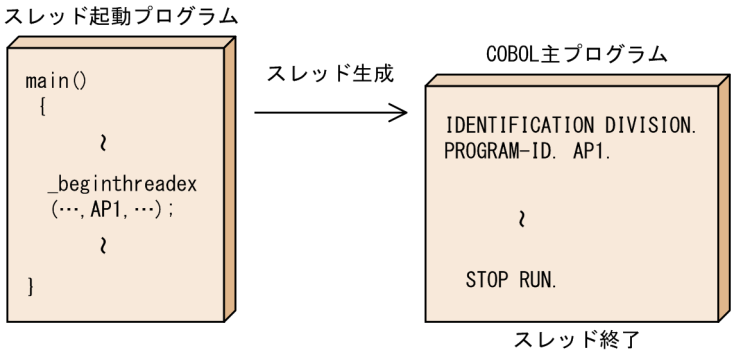 スレッド起動プログラム
main()
{
~
_beginthreadex
(…,AP1,…);
~
}
スレッド生成
COBOL主プログラム
IDENTIFICATION DIVISION.
PROGRAM-ID. AP1.
~
STOP RUN.
スレッド終了